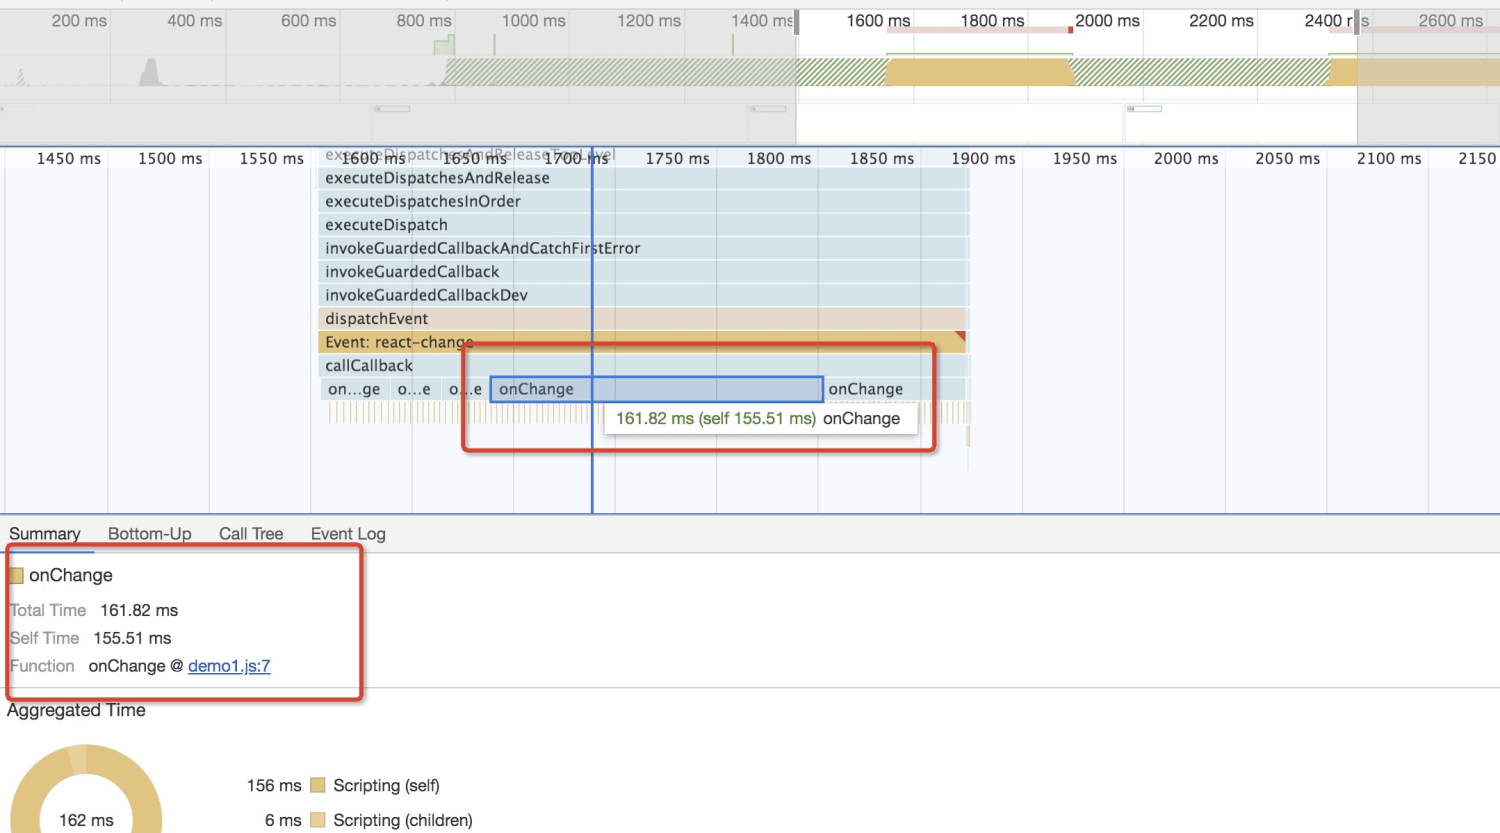 200 ms 400 ms 600 ms 800 ms 1000 ms 1200 ms 1400 ms 1600 ms 1800 ms 2000 ms 2200 ms 2400 ms 2600 ms
1450 ms 1500 ms 1550 ms 1600 ms 1650 ms 1700 ms 1750 ms 1800 ms 1850 ms 1900 ms 1950 ms 2000 ms 2050 ms 2100 ms 2150
executeDispatchesAndReleaseTopLevel
executeDispatchesAndRelease
executeDispatchesInOrder
executeDispatch
invokeGuardedCallbackAndCatchFirstError
invokeGuardedCallback
invokeGuardedCallbackDev
dispatchEvent
Event: react-change
callCallback
on...ge o...e o...e onChange onChange
161.82 ms (self 155.51 ms) onChange
Summary Bottom-Up Call Tree Event Log
onChange
Total Time 161.82 ms
Self Time 155.51 ms
Function onChange @ demo1.js:7
Aggregated Time
156 ms Scripting (self)
162 ms
6 ms Scripting (children)